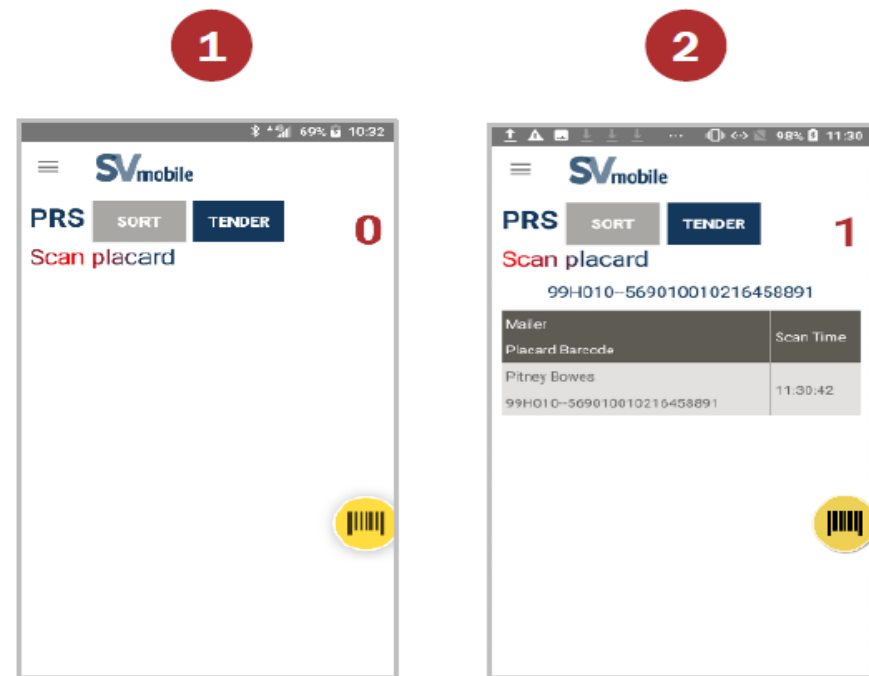 1
69% 10:32
SVmobile
PRS SORT TENDER 0
Scan placard
2
... 98% 11:30
SVmobile
PRS SORT TENDER 1
Scan placard
99H010--569010010216458891
Mailer
Placard Barcode
Scan Time
Pitney Bowes
99H010--569010010216458891
11:30:42